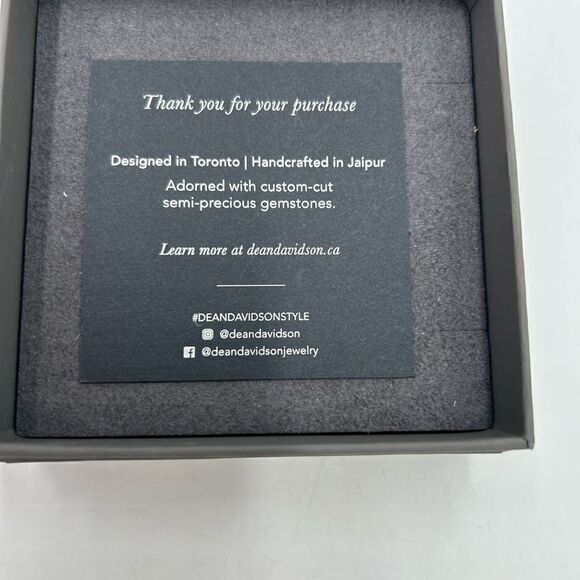 Thank you for your purchase
Designed in Toronto | Handcrafted in Jaipur
Adorned with custom-cut
semi-precious gemstones.
Learn more at deandavidson.ca
#DEANDAVIDSONSTYLE
@deandavidson
@deandavidsonjewelry